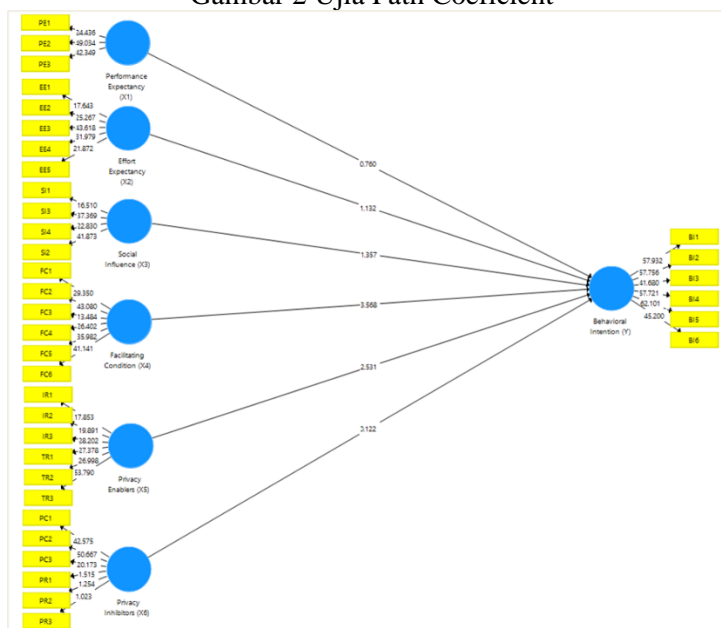 Gambar 2 Ujia Path Coeficient
PE1
PE2
PE3
34.436
49.034
42.349
Performance
Expectancy
(X1)
EE1
EE2
EE3
EE4
EE5
17.643
25.267
43.618
31.979
21.872
Effort
Expectancy
(X2)
SI1
SI3
SI4
SI2
16.510
37.369
22.830
41.873
Social
Influence (X3)
FC1
FC2
FC3
FC4
FC5
FC6
29.350
43.080
13.484
26.402
35.982
41.141
Facilitating
Condition (X4)
IR1
IR2
IR3
TR1
TR2
TR3
17.853
19.891
38.202
27.378
26.998
53.790
Privacy
Enablers (X5)
PC1
PC2
PC3
PR1
PR2
PR3
42.575
50.667
20.173
1.515
1.254
1.023
Privacy
Inhibitors (X6)
0.760
1.132
1.357
3.568
2.531
0.122
Behavioral
Intention (Y)
57.932
57.756
41.680
57.721
62.101
45.200
BI1
BI2
BI3
BI4
BI5
BI6